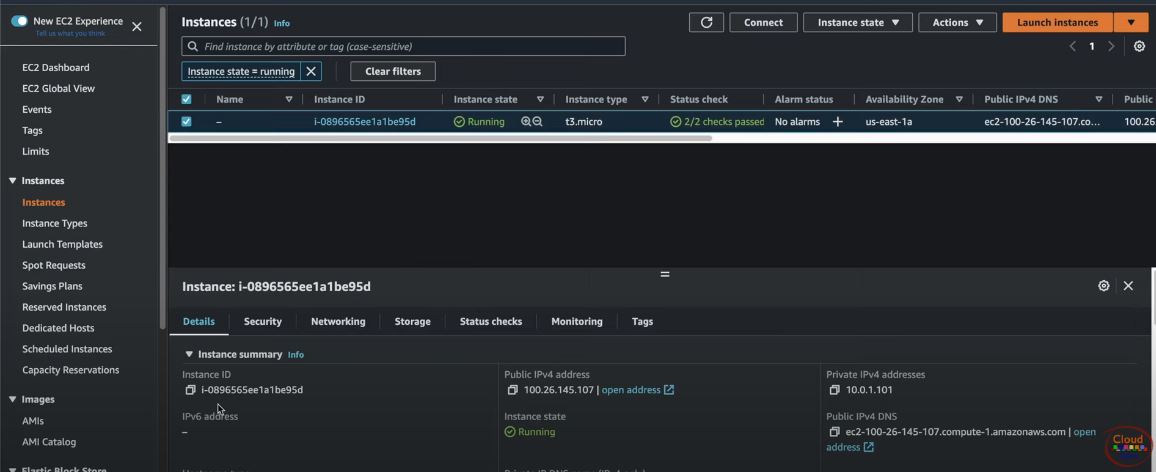 New EC2 Experience
Tell us what you think
EC2 Dashboard
EC2 Global View
Events
Tags
Limits
Instances
Instances
Instance Types
Launch Templates
Spot Requests
Savings Plans
Reserved Instances
Dedicated Hosts
Scheduled Instances
Capacity Reservations
Images
AMIs
AMI Catalog
Elastic Block Store
Instances (1/1) Info
Connect
Instance state
Actions
Launch instances
Find instance by attribute or tag (case-sensitive)
1
Instance state = running
Clear filters
Name Instance ID Instance state Instance type Status check Alarm status Availability Zone Public IPv4 DNS Public
– i-0896565ee1a1be95d Running t3.micro 2/2 checks passed No alarms + us-east-1a ec2-100-26-145-107.co... 100.26
Instance: i-0896565ee1a1be95d
Details Security Networking Storage Status checks Monitoring Tags
Instance summary Info
Instance ID
i-0896565ee1a1be95d
IPv6 address
–
Public IPv4 address
100.26.145.107 | open address
Instance state
Running
Private IPv4 addresses
10.0.1.101
Public IPv4 DNS
ec2-100-26-145-107.compute-1.amazonaws.com | open
address
Cloud